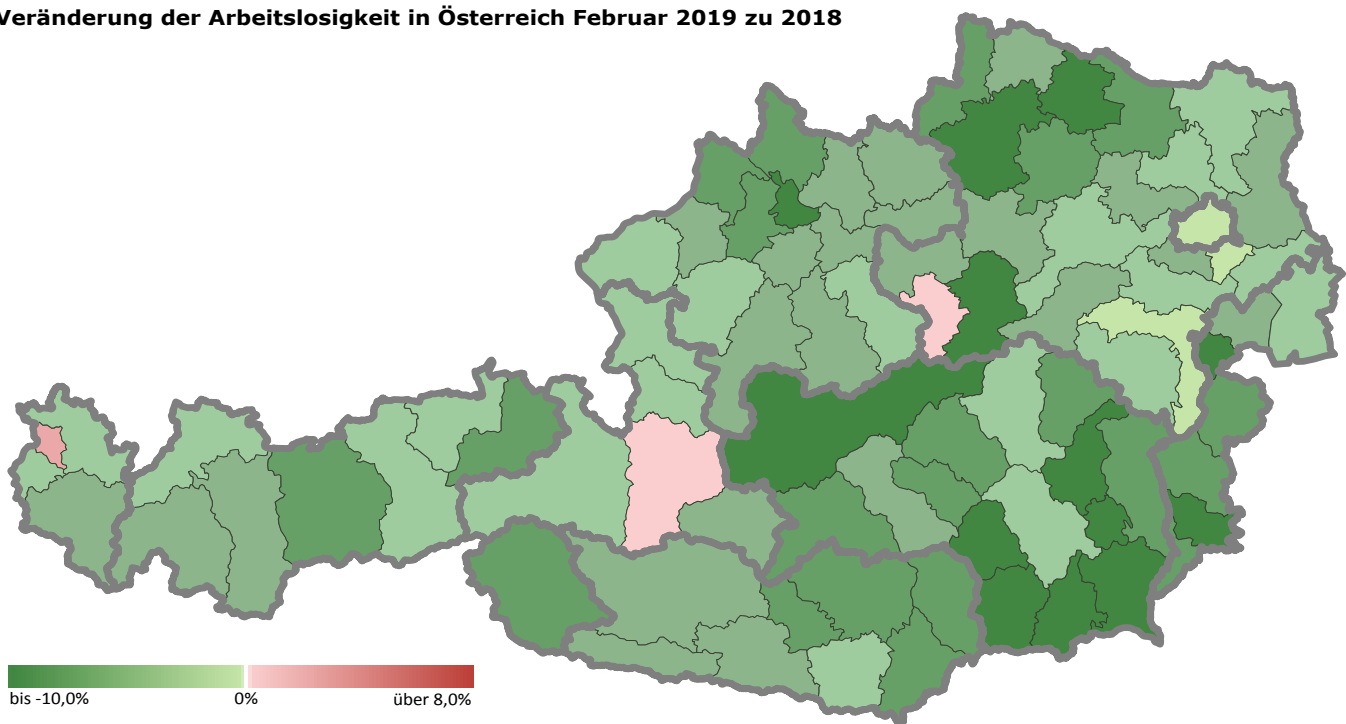 Veränderung der Arbeitslosigkeit in Österreich Februar 2019 zu 2018
bis -10,0% 0% über 8,0%